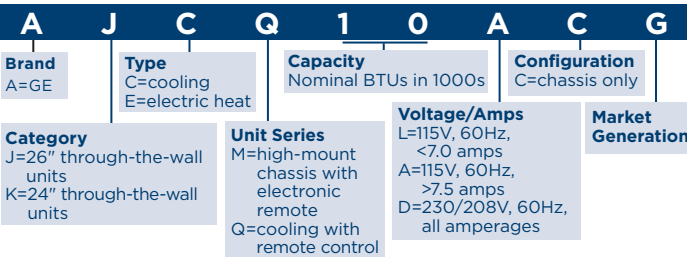 A J C Q 1 0 A C G
Brand
A=GE
Type
C=cooling
E=electric heat
Capacity
Nominal BTUs in 1000s
Configuration
C=chassis only
Category
J=26" through-the-wall
units
K=24" through-the-wall
units
Unit Series
M=high-mount
chassis with
electronic
remote
Q=cooling with
remote control
Voltage/Amps
L=115V, 60Hz,
<7.0 amps
A=115V, 60Hz,
>7.5 amps
D=230/208V, 60Hz,
all amperages
Market
Generation